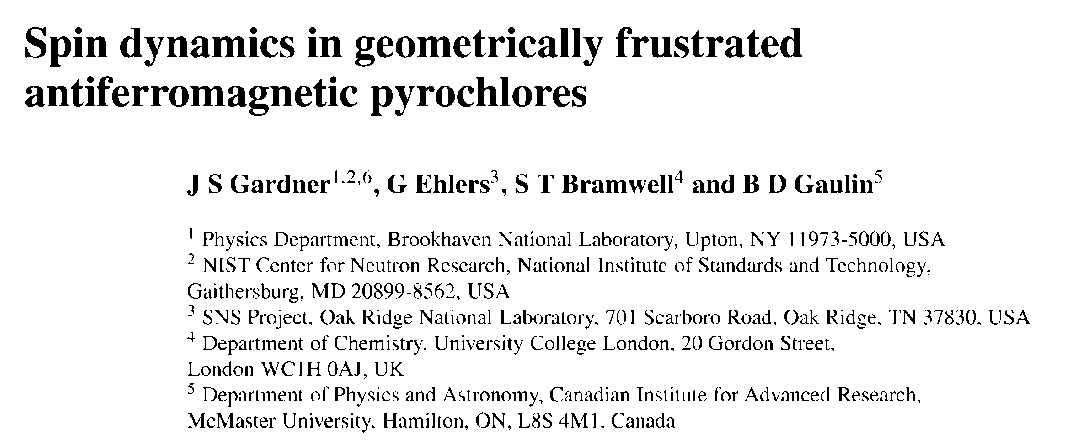 Spin dynamics in geometrically frustrated
antiferromagnetic pyrochlores
J S Gardner1,2,6, G Ehlers3, S T Bramwell4 and B D Gaulin5
1 Physics Department, Brookhaven National Laboratory, Upton, NY 11973-5000, USA
2 NIST Center for Neutron Research, National Institute of Standards and Technology,
Gaithersburg, MD 20899-8562, USA
3 SNS Project, Oak Ridge National Laboratory, 701 Scarboro Road, Oak Ridge, TN 37830, USA
4 Department of Chemistry, University College London, 20 Gordon Street,
London WC1H 0AJ, UK
5 Department of Physics and Astronomy, Canadian Institute for Advanced Research,
McMaster University, Hamilton, ON, L8S 4M1, Canada